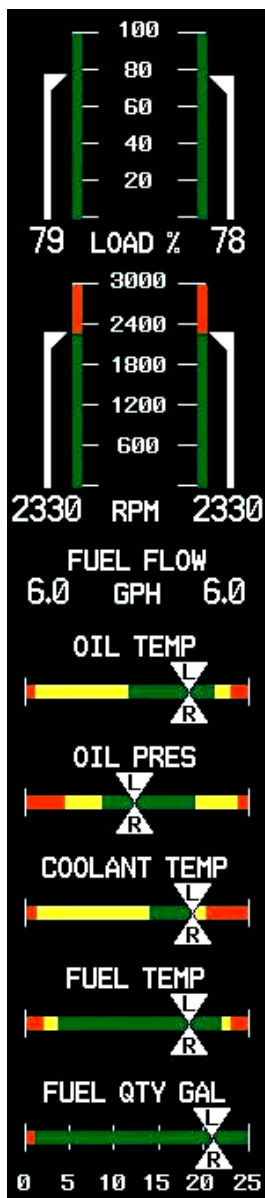 100
80
60
40
20
79 LOAD % 78
3000
2400
1800
1200
600
2330 RPM 2330
FUEL FLOW
6.0 GPH 6.0
OIL TEMP
L
R
OIL PRES
L
R
COOLANT TEMP
L
R
FUEL TEMP
L
R
FUEL QTY GAL
L
R
0 5 10 15 20 25